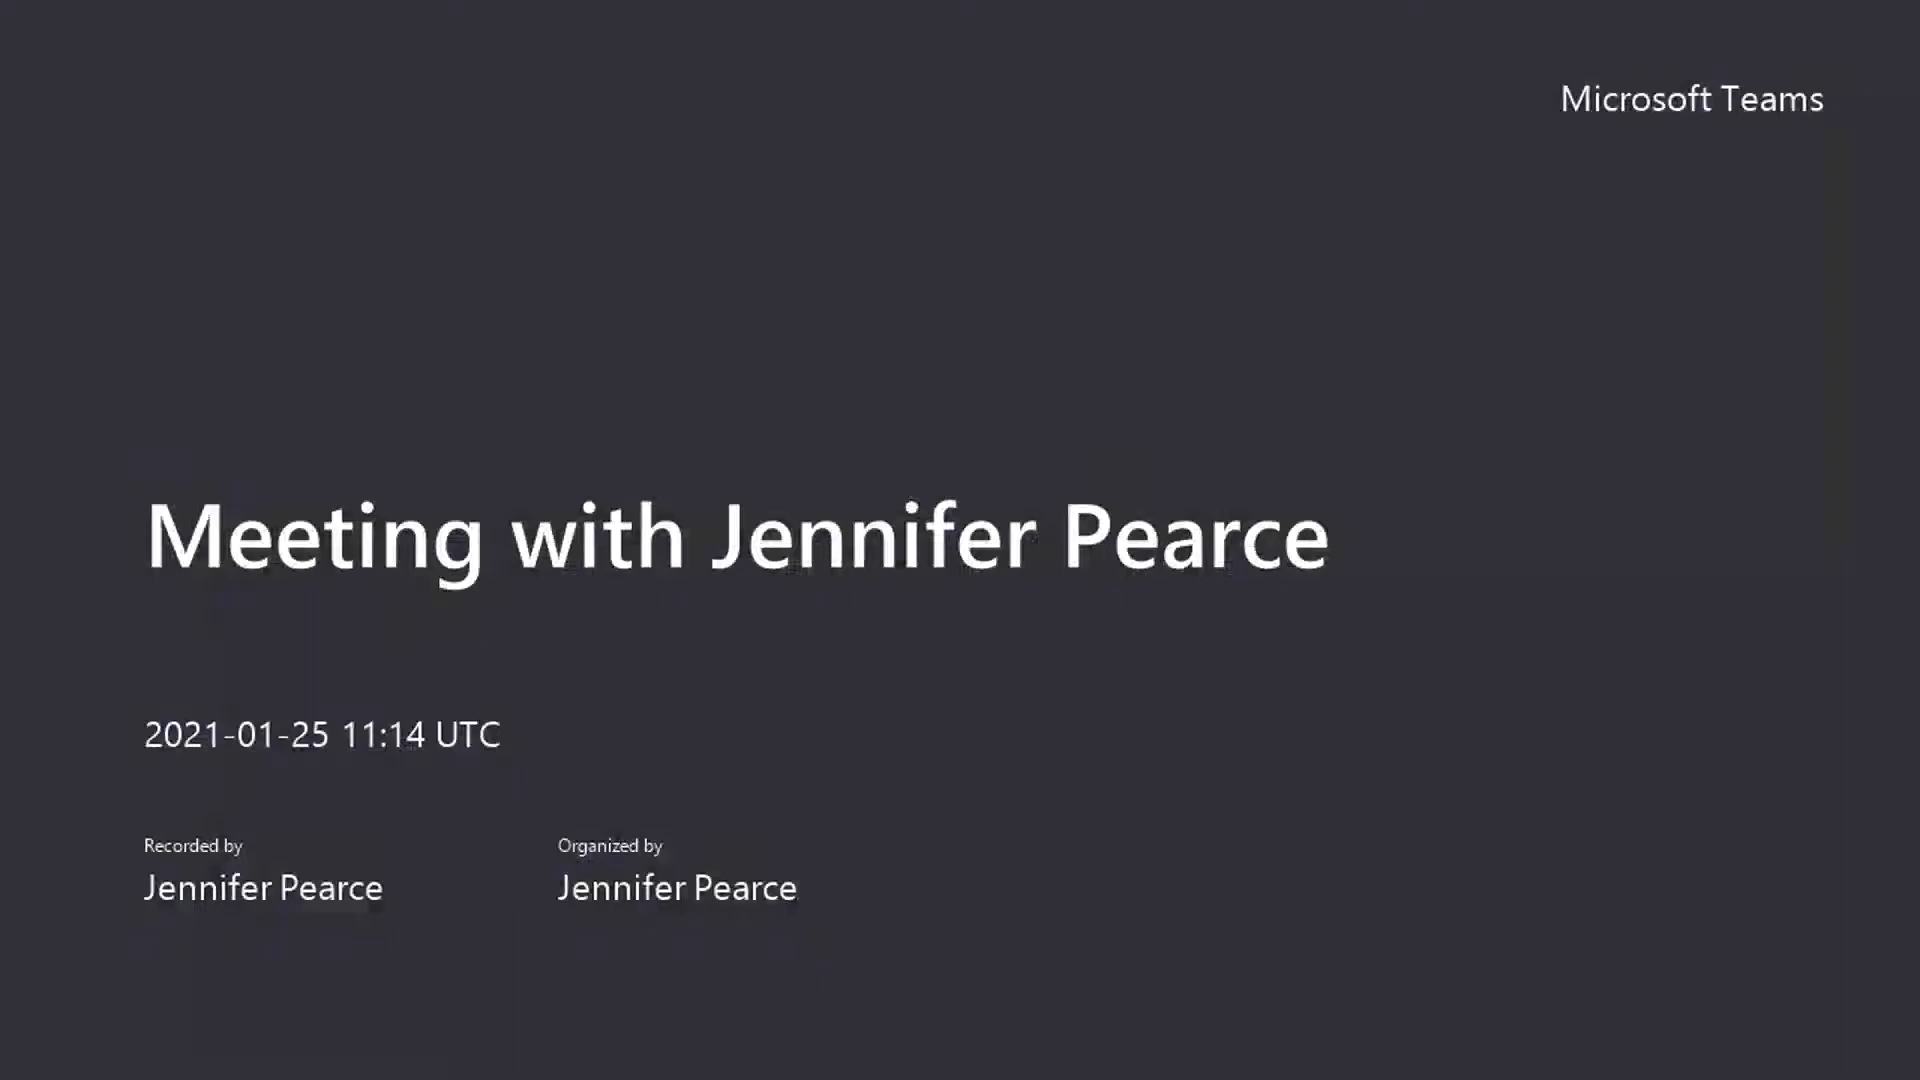 Microsoft Teams
Meeting with Jennifer Pearce
2021-01-25 11:14 UTC
Recorded by
Jennifer Pearce
Organized by
Jennifer Pearce